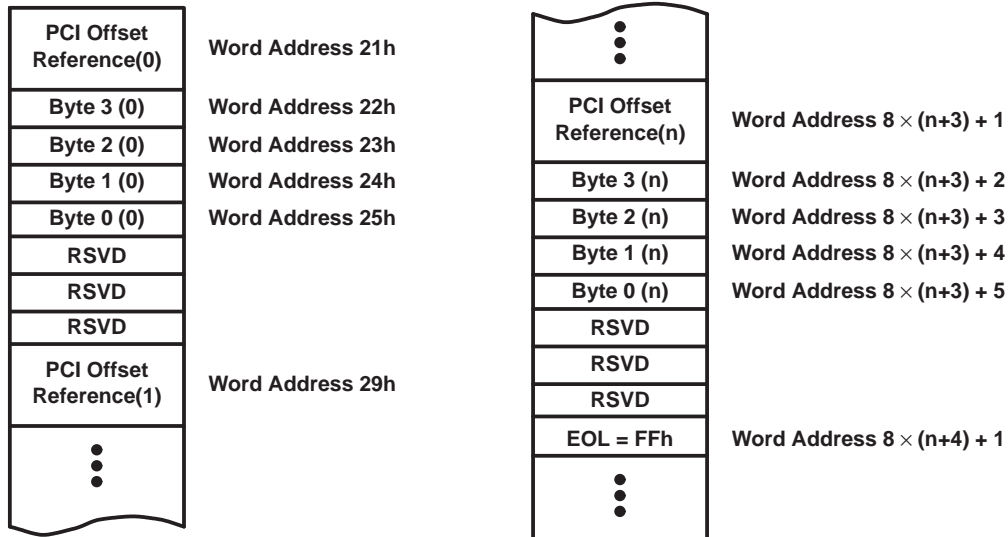 PCI Offset
Reference(0)
Word Address 21h
Byte 3 (0)
Word Address 22h
Byte 2 (0)
Word Address 23h
Byte 1 (0)
Word Address 24h
Byte 0 (0)
Word Address 25h
RSVD
RSVD
RSVD
PCI Offset
Reference(1)
Word Address 29h
PCI Offset
Reference(n)
Word Address 8 × (n+3) + 1
Byte 3 (n)
Word Address 8 × (n+3) + 2
Byte 2 (n)
Word Address 8 × (n+3) + 3
Byte 1 (n)
Word Address 8 × (n+3) + 4
Byte 0 (n)
Word Address 8 × (n+3) + 5
RSVD
RSVD
RSVD
EOL = FFh
Word Address 8 × (n+4) + 1